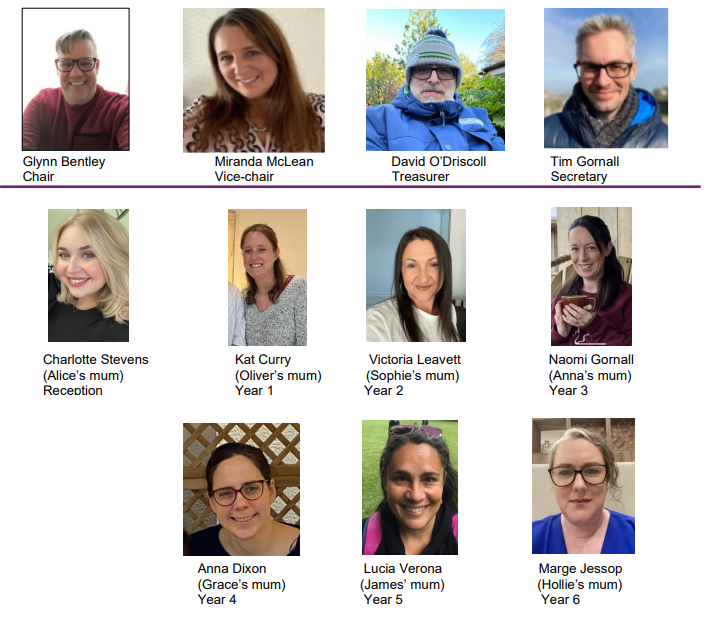 Glynn Bentley
Chair
Miranda McLean
Vice-chair
David O’Driscoll
Treasurer
Tim Gornall
Secretary
Charlotte Stevens
(Alice’s mum)
Reception
Kat Curry
(Oliver’s mum)
Year 1
Victoria Leavett
(Sophie’s mum)
Year 2
Naomi Gornall
(Anna’s mum)
Year 3
Anna Dixon
(Grace’s mum)
Year 4
Lucia Verona
(James’ mum)
Year 5
Marge Jessop
(Hollie’s mum)
Year 6